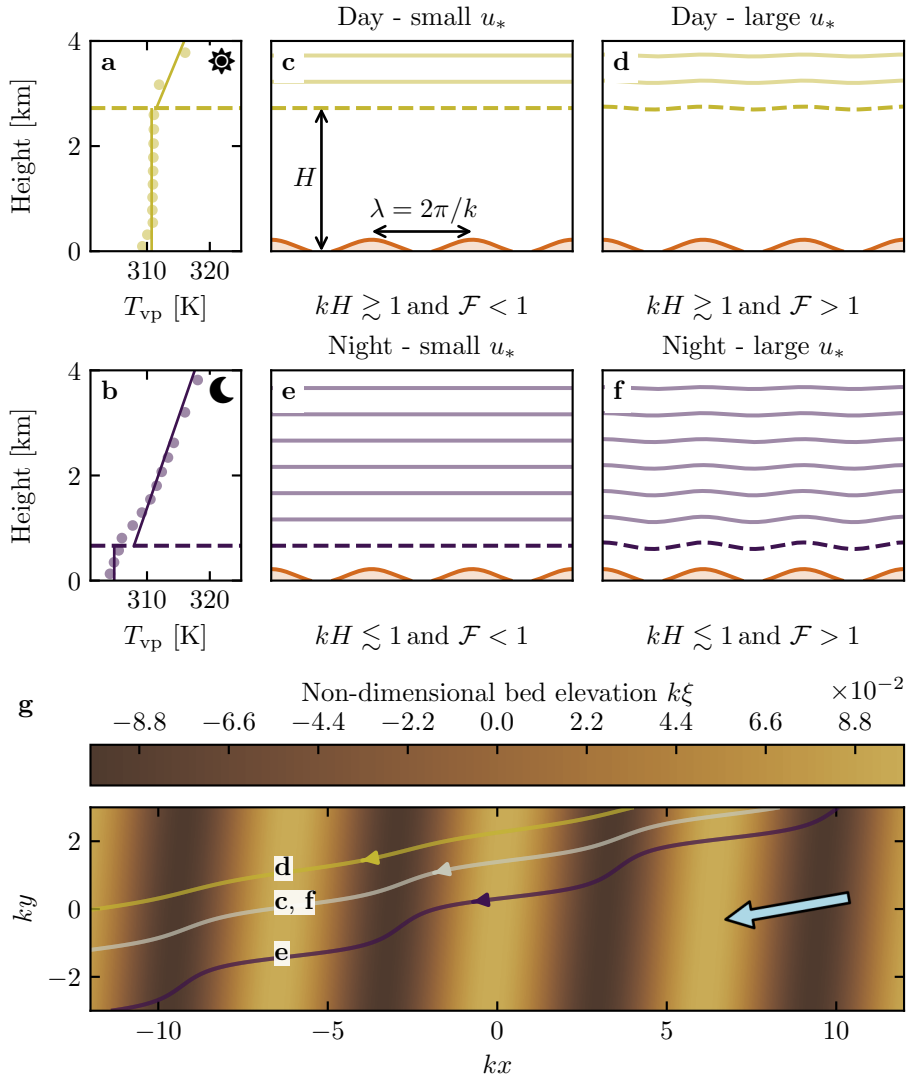 Day - small u*
Day - large u*
a
c
d
Height [km]
4
2
0
310 320
T_vp [K]
H
λ = 2π/k
kH ≳ 1 and ℱ < 1
kH ≳ 1 and ℱ > 1
Night - small u*
Night - large u*
b
e
f
Height [km]
4
2
0
310 320
T_vp [K]
kH ≲ 1 and ℱ < 1
kH ≲ 1 and ℱ > 1
g
Non-dimensional bed elevation kξ
×10⁻²
−8.8 −6.6 −4.4 −2.2 0.0 2.2 4.4 6.6 8.8
ky
2
0
−2
d
c, f
e
−10 −5 0 5 10
kx